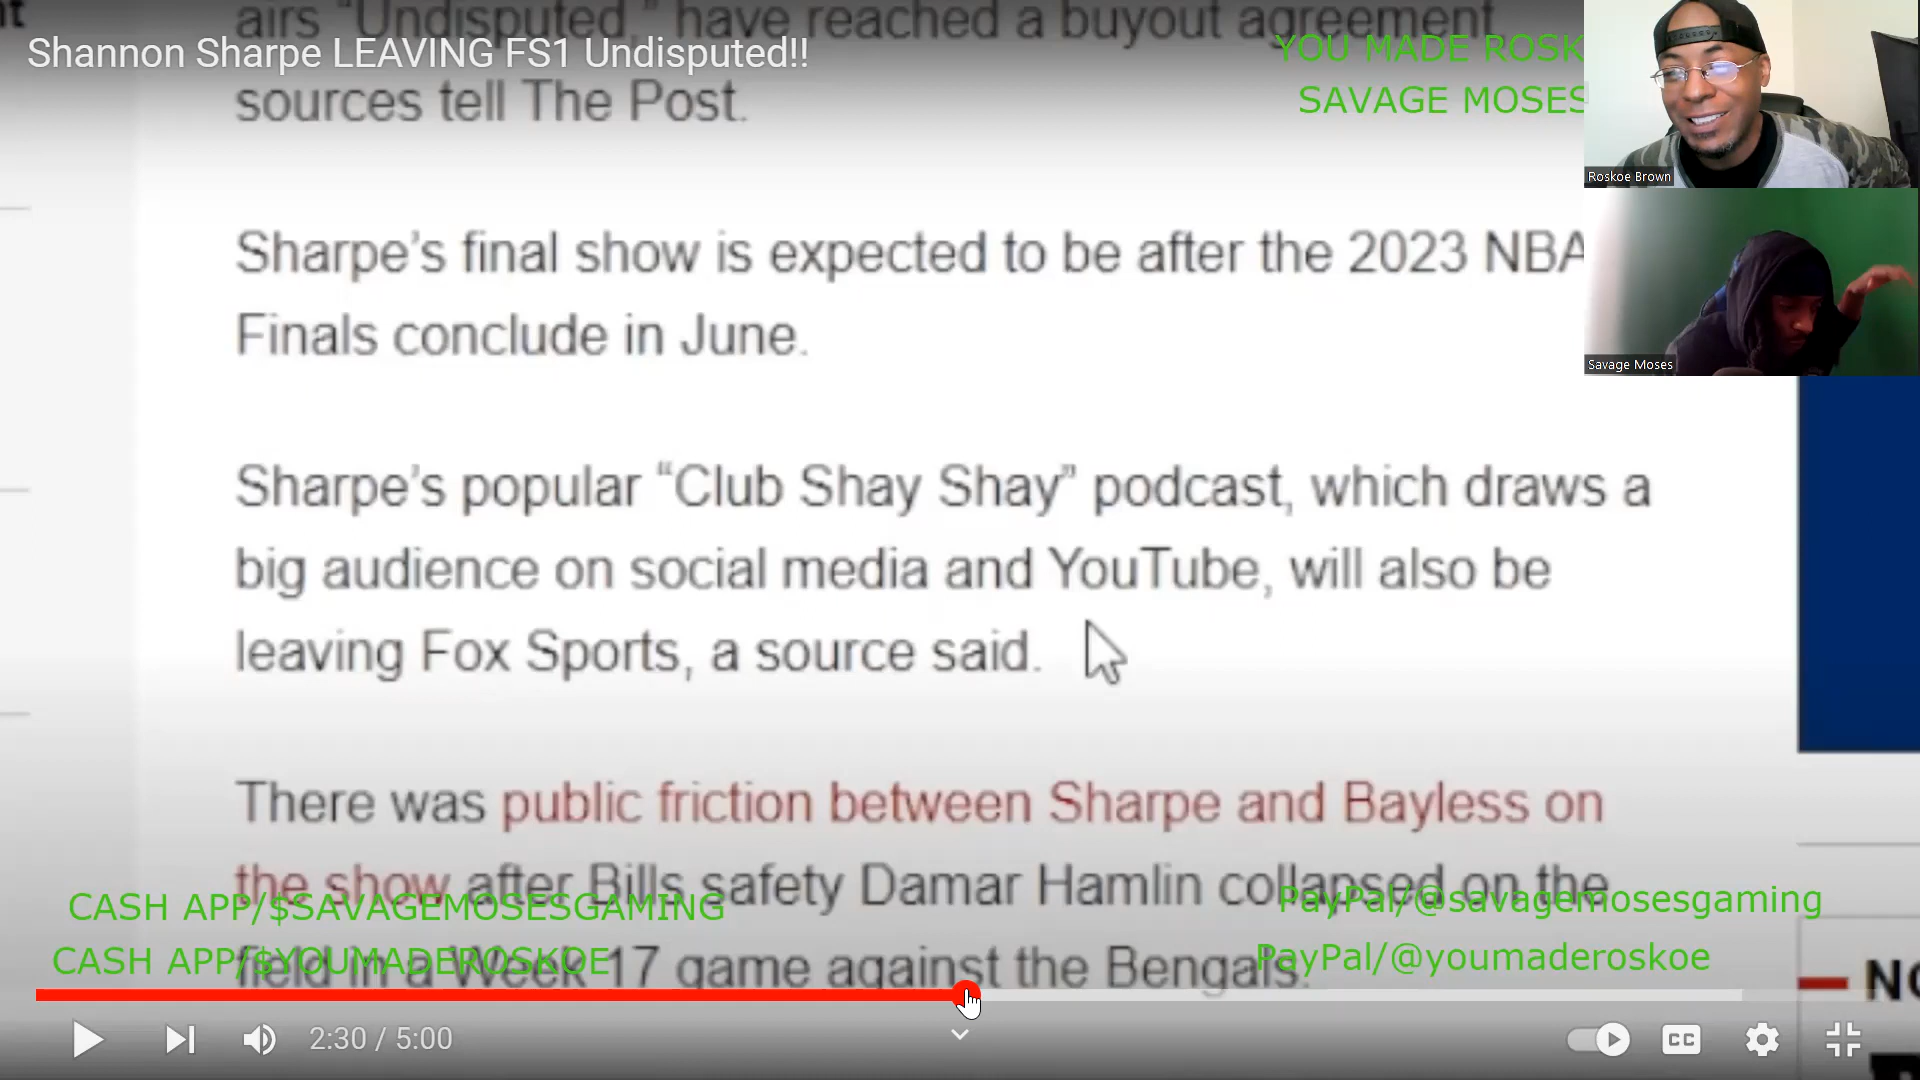 airs “Undisputed,” have reached a buyout agreement,
Shannon Sharpe LEAVING FS1 Undisputed!!
YOU MADE ROSK
sources tell The Post.
SAVAGE MOSES
Roskoe Brown
Sharpe’s final show is expected to be after the 2023 NBA
Finals conclude in June.
Savage Moses
Sharpe’s popular “Club Shay Shay” podcast, which draws a
big audience on social media and YouTube, will also be
leaving Fox Sports, a source said.
There was public friction between Sharpe and Bayless on
the show after Bills safety Damar Hamlin collapsed on the
CASH APP/$SAVAGEMOSESGAMING
PayPal/@savagemosesgaming
field in a Week 17 game against the Bengals.
CASH APP/$YOUMADEROSKOE
PayPal/@youmaderoskoe
2:30 / 5:00
CC